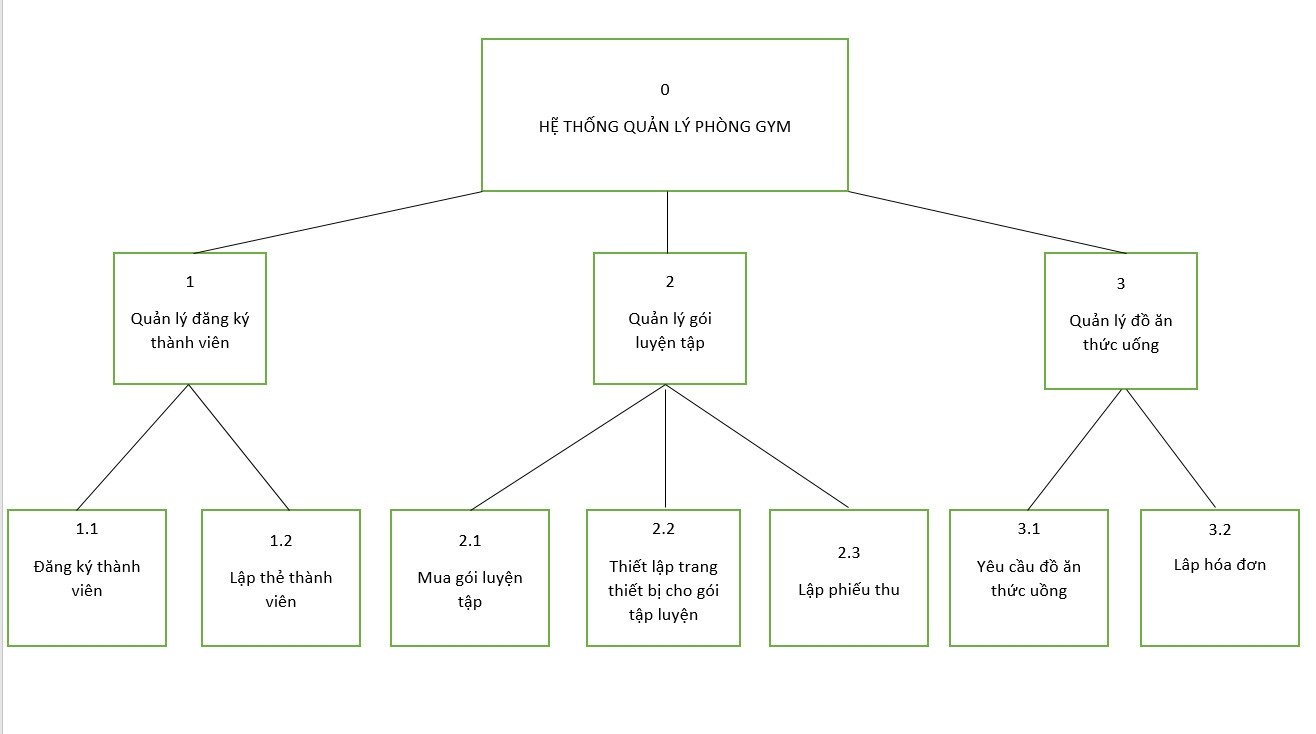 0
HỆ THỐNG QUẢN LÝ PHÒNG GYM
1
Quản lý đăng ký
thành viên
2
Quản lý gói
luyện tập
3
Quản lý đồ ăn
thức uống
1.1
Đăng ký thành
viên
1.2
Lập thẻ thành
viên
2.1
Mua gói luyện
tập
2.2
Thiết lập trang
thiết bị cho gói
tập luyện
2.3
Lập phiếu thu
3.1
Yêu cầu đồ ăn
thức uồng
3.2
Lâp hóa đơn